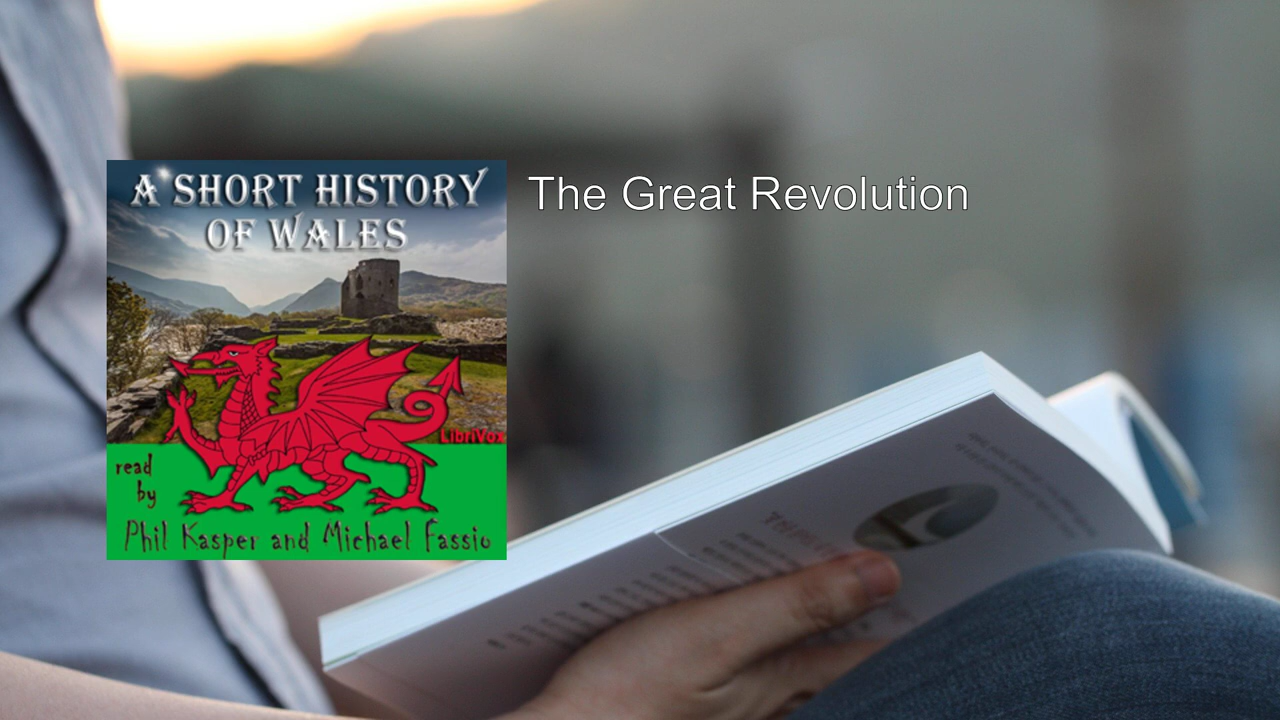 A SHORT HISTORY
OF WALES
The Great Revolution
LibriVox
read
by
Phil Kasper and Michael Fassio